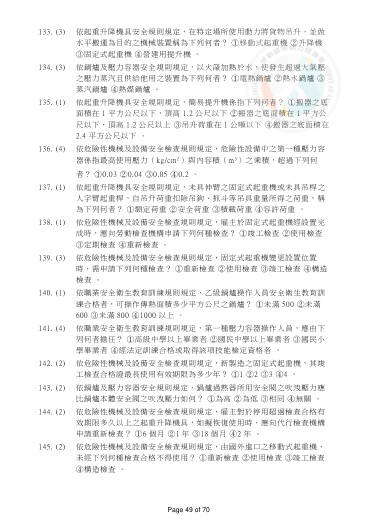 133. (3) 依起重升降機具安全規則規定，在特定場所使用動力將貨物吊升、並做
水平搬運為目的之機械裝置稱為下列何者？ ①移動式起重機 ②升降機
③固定式起重機 ④營建用提升機 。
134. (3) 依鍋爐及壓力容器安全規則規定，以火燄加熱於水，使發生超過大氣壓
之壓力蒸汽且供給使用之裝置為下列何者？ ①電熱鍋爐 ②熱水鍋爐 ③
蒸汽鍋爐 ④熱媒鍋爐 。
135. (1) 依起重升降機具安全規則規定，簡易提升機係指下列何者？ ①搬器之底
面積在 1 平方公尺以下，頂高 1.2 公尺以下 ②搬器之底面積在 1 平方公
尺以下，頂高 1.2 公尺以上 ③吊升荷重在 1 公噸以下 ④搬器之底面積在
2.4 平方公尺以下 。
136. (4) 依危險性機械及設備安全檢查規則規定，危險性設備中之第一種壓力容
器係指最高使用壓力（kg/cm²）與內容積（m³）之乘積，超過下列何
者？ ①0.03 ②0.04 ③0.05 ④0.2 。
137. (1) 依起重升降機具安全規則規定，未具伸臂之固定式起重機或未具吊桿之
人字臂起重桿，自吊升荷重扣除吊鉤、抓斗等吊具重量所得之荷重，稱
為下列何者？ ①額定荷重 ②安全荷重 ③積載荷重 ④容許荷重 。
138. (1) 依危險性機械及設備安全檢查規則規定，雇主於固定式起重機經設置完
成時，應向勞動檢查機構申請下列何種檢查？ ①竣工檢查 ②使用檢查
③定期檢查 ④重新檢查 。
139. (3) 依危險性機械及設備安全檢查規則規定，固定式起重機變更設置位置
時，需申請下列何種檢查？ ①重新檢查 ②使用檢查 ③竣工檢查 ④構造
檢查 。
140. (1) 依職業安全衛生教育訓練規則規定，乙級鍋爐操作人員安全衛生教育訓
練合格者，可操作傳熱面積多少平方公尺之鍋爐？ ①未滿 500 ②未滿
600 ③未滿 800 ④1000 以上 。
141. (4) 依職業安全衛生教育訓練規則規定，第一種壓力容器操作人員，應由下
列何者擔任？ ①高級中學以上畢業者 ②國民中學以上畢業者 ③國民小
學畢業者 ④經法定訓練合格或取得該項技能檢定資格者 。
142. (2) 依危險性機械及設備安全檢查規則規定，新製造之固定式起重機，其竣
工檢查合格證最長使用有效期限為多少年？ ①1 ②2 ③3 ④4 。
143. (2) 依鍋爐及壓力容器安全規則規定，鍋爐過熱器所用安全閥之吹洩壓力應
比鍋爐本體安全閥之吹洩壓力如何？ ①為高 ②為低 ③相同 ④無關 。
144. (2) 依危險性機械及設備安全檢查規則規定，雇主對於停用超過檢查合格有
效期限多久以上之起重升降機具，如擬恢復使用時，應向代行檢查機構
申請重新檢查？ ①6 個月 ②1 年 ③18 個月 ④2 年 。
145. (2) 依危險性機械及設備安全檢查規則規定，由國外進口之移動式起重機，
未經下列何種檢查合格不得使用？ ①重新檢查 ②使用檢查 ③竣工檢查
④構造檢查 。
Page 49 of 70